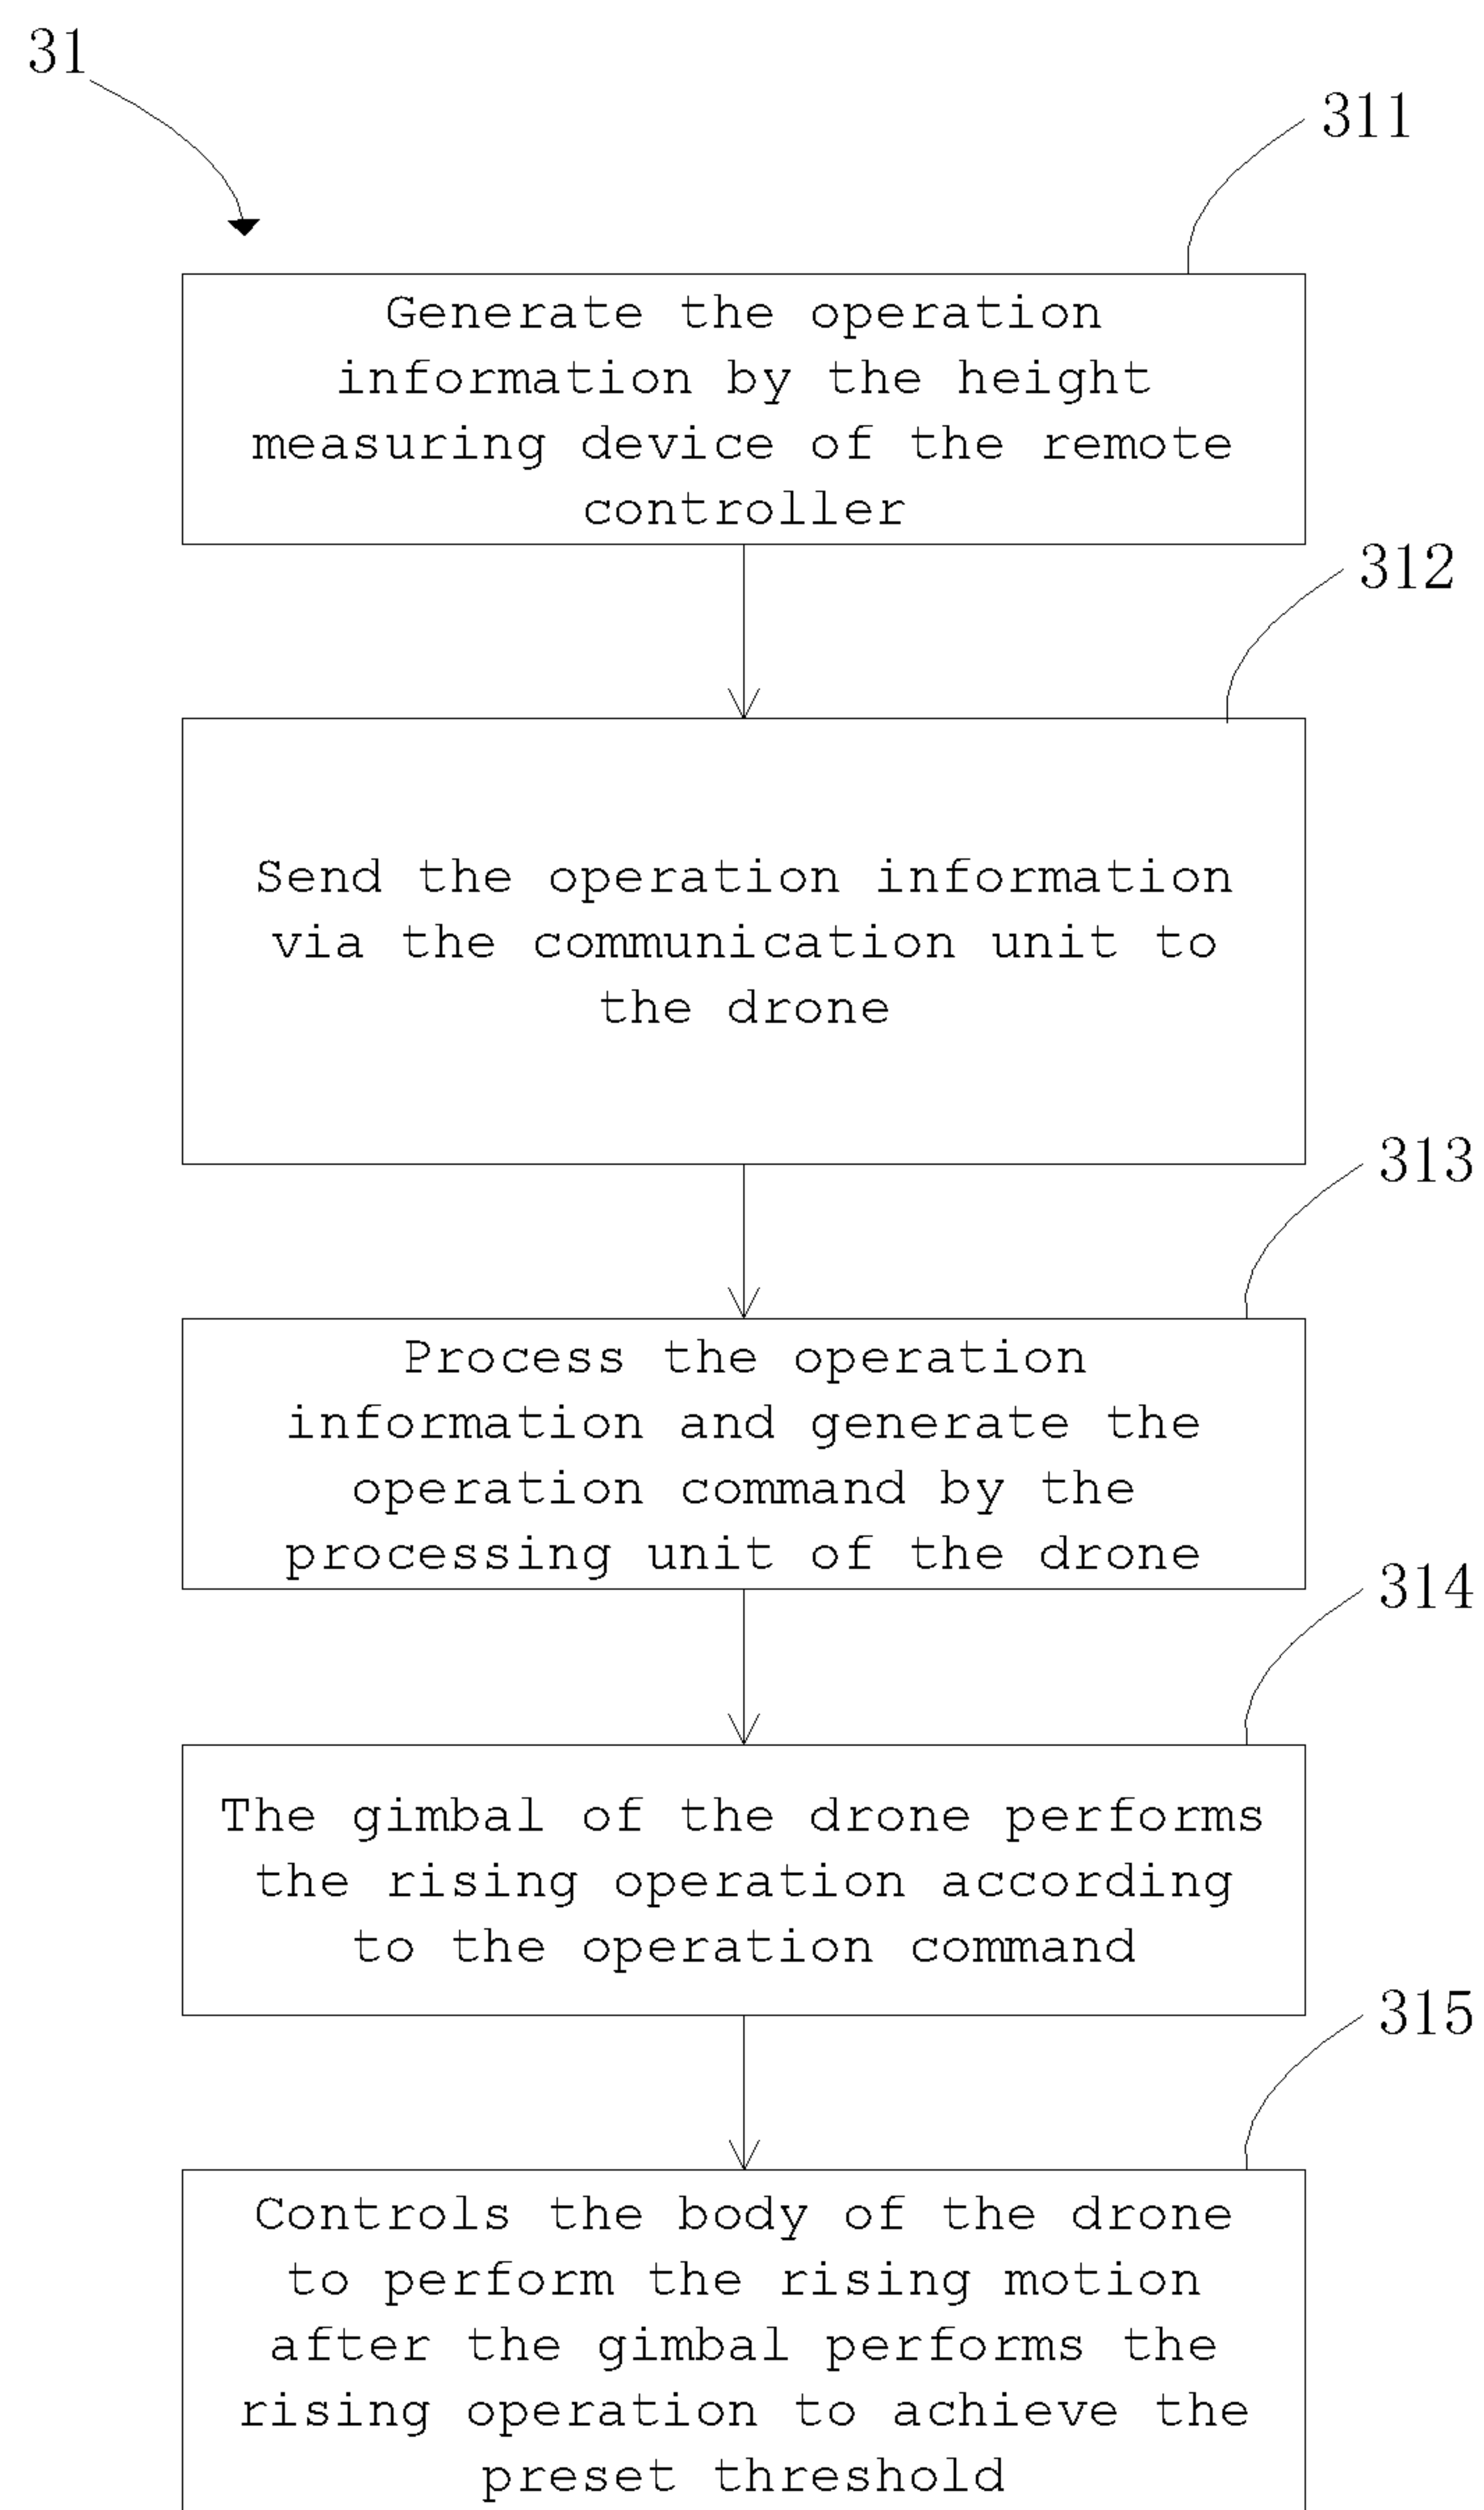 31
311
Generate the operation
information by the height
measuring device of the remote
controller
312
Send the operation information
via the communication unit to
the drone
313
Process the operation
information and generate the
operation command by the
processing unit of the drone
314
The gimbal of the drone performs
the rising operation according
to the operation command
315
Controls the body of the drone
to perform the rising motion
after the gimbal performs the
rising operation to achieve the
preset threshold